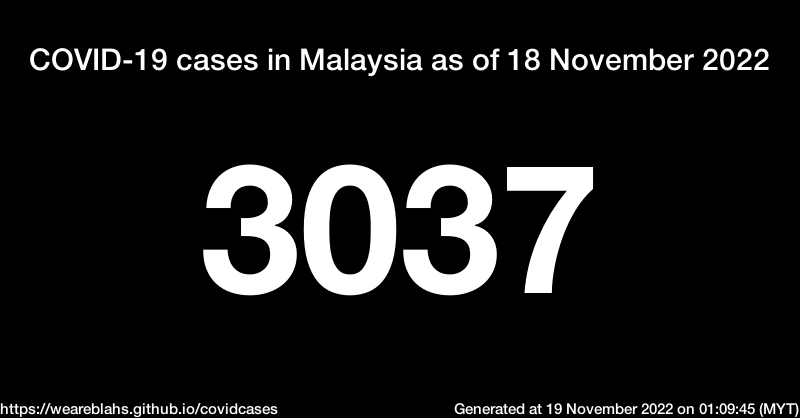 COVID-19 cases in Malaysia as of 18 November 2022
3037
https://weareblahs.github.io/covidcases
Generated at 19 November 2022 on 01:09:45 (MYT)